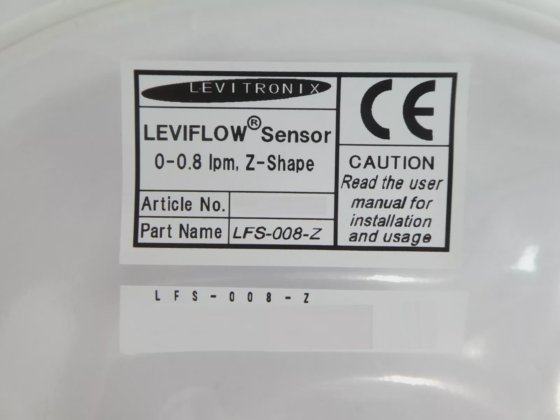 LEVITRONIX
LEVIFLOW® Sensor
0-0.8 lpm, Z-Shape
Article No.
Part Name LFS-008-Z
CE
CAUTION
Read the user
manual for
installation
and usage
LFS-008-Z